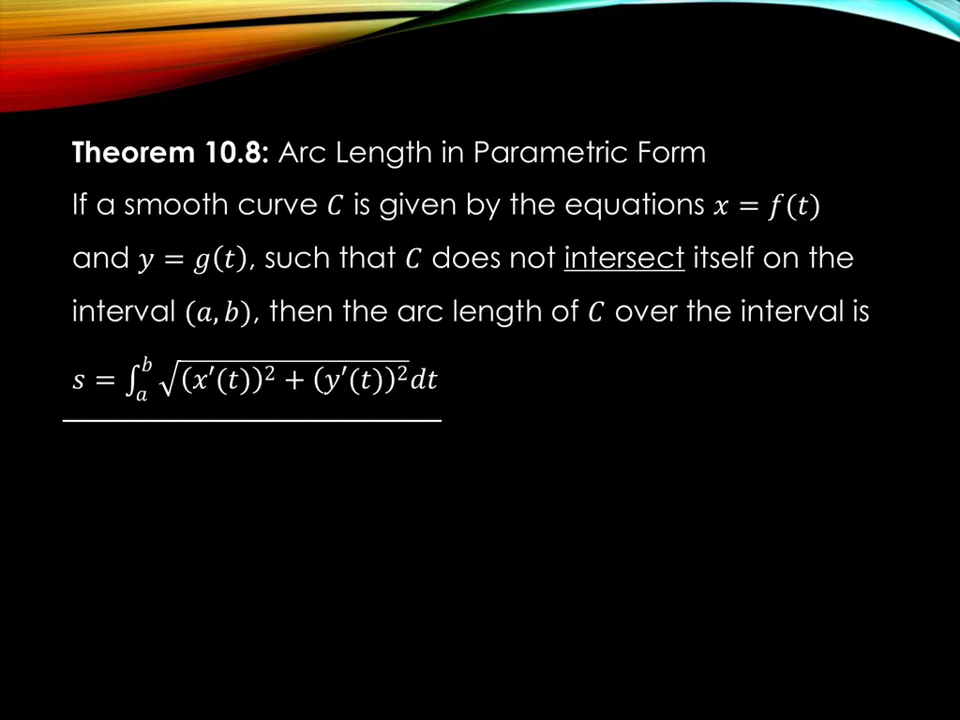 Theorem 10.8: Arc Length in Parametric Form
If a smooth curve 𝐶 is given by the equations 𝑥 = 𝑓(𝑡)
and 𝑦 = 𝑔(𝑡), such that 𝐶 does not intersect itself on the
interval (𝑎, 𝑏), then the arc length of 𝐶 over the interval is
𝑠 = ∫ₐᵇ √((𝑥′(𝑡))² + (𝑦′(𝑡))²) 𝑑𝑡